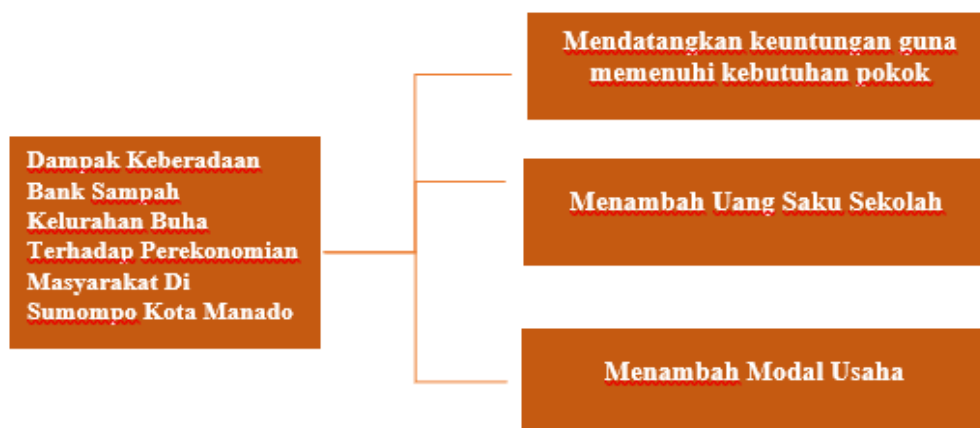 Dampak Keberadaan
Bank Sampah
Kelurahan Buha
Terhadap Perekonomian
Masyarakat Di
Sumompo Kota Manado
Mendatangkan keuntungan guna
memenuhi kebutuhan pokok
Menambah Uang Saku Sekolah
Menambah Modal Usaha